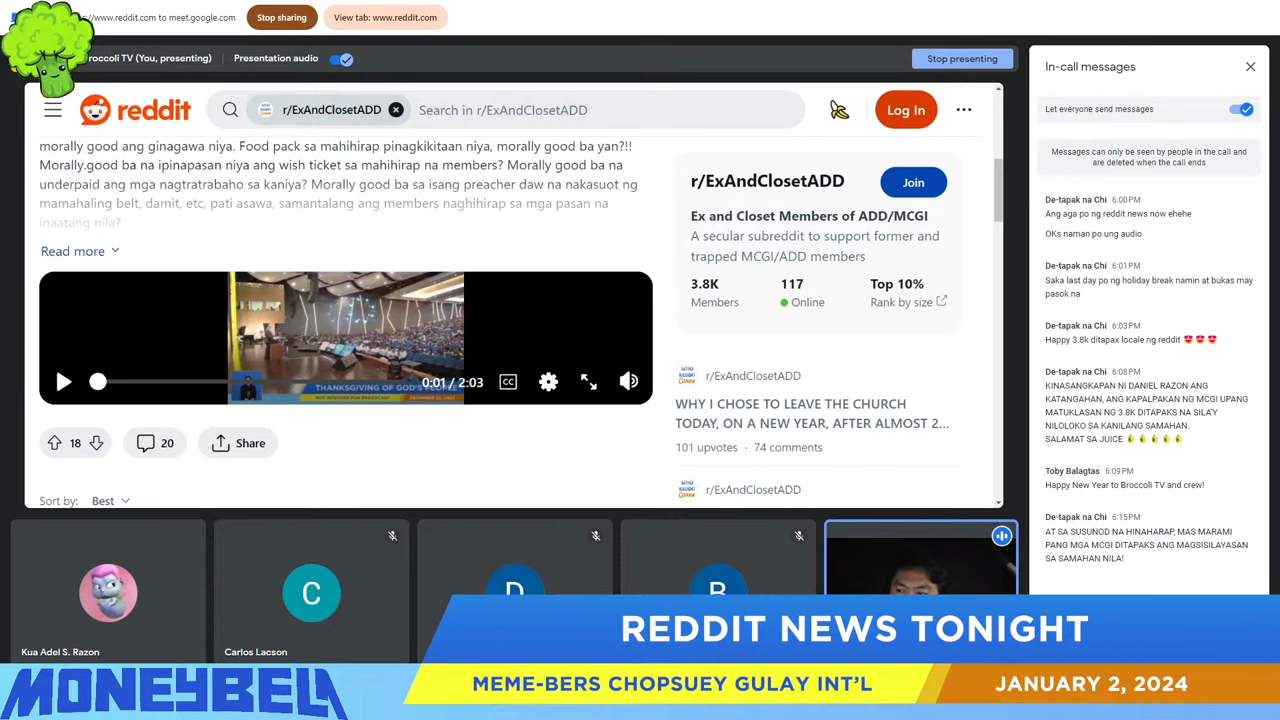 //www.reddit.com to meet.google.com
Stop sharing
View tab: www.reddit.com
Broccoli TV (You, presenting)
Presentation audio
Stop presenting
reddit
r/ExAndClosetADD
Search in r/ExAndClosetADD
Log In
morally good ang ginagawa niya. Food pack sa mahihirap pinagkikitaan niya, morally good ba yan?!!
Morally.good ba na ipinapasan niya ang wish ticket sa mahihirap na members? Morally good ba na
underpaid ang mga nagtratrabaho sa kaniya? Morally good ba sa isang preacher daw na nakasuot ng
mamahaling belt, damit, etc, pati asawa, samantalang ang members naghihirap sa mga pasan na
inaatang nila?
Read more
THANKSGIVING OF GOD'S PEOPLE
NOT INTENDED FOR BROADCAST
0:01 / 2:03
CC
18
20
Share
Sort by:
Best
r/ExAndClosetADD
Join
Ex and Closet Members of ADD/MCGI
A secular subreddit to support former and
trapped MCGI/ADD members
3.8K
117
Top 10%
Members
Online
Rank by size
r/ExAndClosetADD
WHY I CHOSE TO LEAVE THE CHURCH
TODAY, ON A NEW YEAR, AFTER ALMOST 2...
101 upvotes · 74 comments
r/ExAndClosetADD
In-call messages
Let everyone send messages
Messages can only be seen by people in the call and
are deleted when the call ends
De-tapak na Chi 6:00PM
Ang aga po ng reddit news now ehehe
OKs naman po ung audio
De-tapak na Chi 6:01PM
Saka last day po ng holiday break namin at bukas may
pasok na
De-tapak na Chi 6:03PM
Happy 3.8k ditapax locale ng reddit 😍😍😍
De-tapak na Chi 6:08PM
KINASANGKAPAN NI DANIEL RAZON ANG
KATANGAHAN, ANG KAPALPAKAN NG MCGI UPANG
MATUKLASAN NG 3.8K DITAPAKS NA SILA'Y
NILOLOKO SA KANILANG SAMAHAN.
SALAMAT SA JUICE
Toby Balagtas 6:09PM
Happy New Year to Broccoli TV and crew!
De-tapak na Chi 6:15PM
AT SA SUSUNOD NA HINAHARAP, MAS MARAMI
PANG MGA MCGI DITAPAKS ANG MAGSISILAYASAN
SA SAMAHAN NILA!
C
D
B
Kua Adel S. Razon
Carlos Lacson
REDDIT NEWS TONIGHT
MONEYBELA
MEME-BERS CHOPSUEY GULAY INT'L
JANUARY 2, 2024